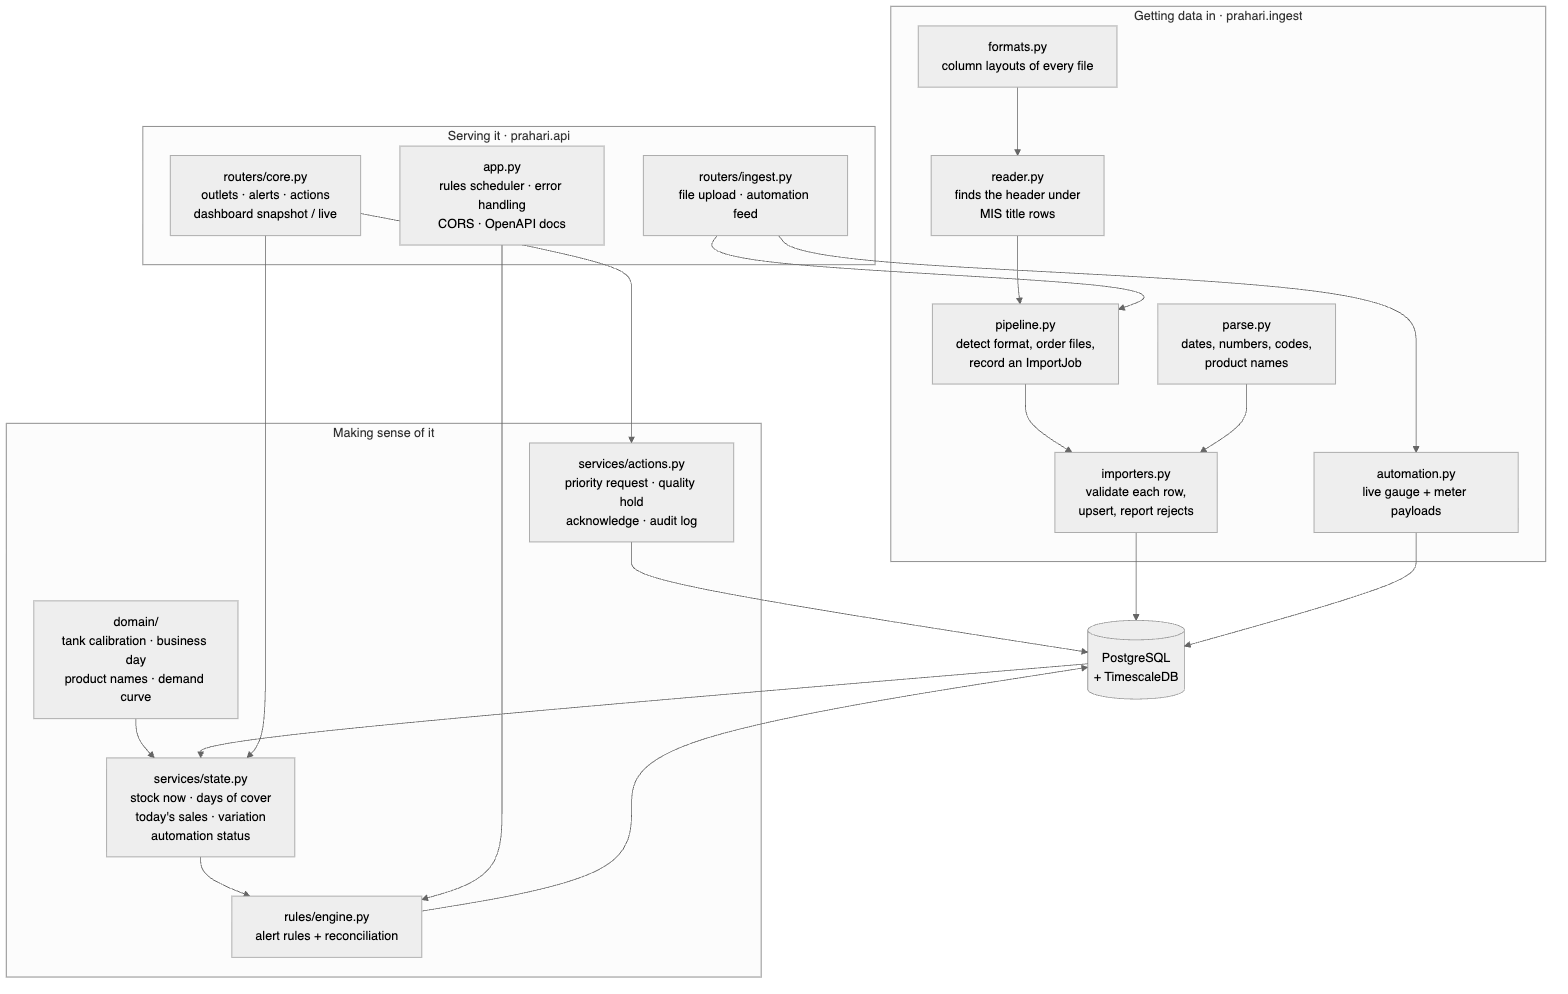 Getting data in · prahari.ingest
formats.py
column layouts of every file
Serving it · prahari.api
routers/core.py
outlets · alerts · actions
dashboard snapshot / live
app.py
rules scheduler · error
handling
CORS · OpenAPI docs
routers/ingest.py
file upload · automation
feed
reader.py
finds the header under
MIS title rows
pipeline.py
detect format, order files,
record an ImportJob
parse.py
dates, numbers, codes,
product names
Making sense of it
services/actions.py
priority request · quality
hold
acknowledge · audit log
importers.py
validate each row,
upsert, report rejects
automation.py
live gauge + meter
payloads
domain/
tank calibration · business
day
product names · demand
curve
PostgreSQL
+ TimescaleDB
services/state.py
stock now · days of cover
today's sales · variation
automation status
rules/engine.py
alert rules + reconciliation